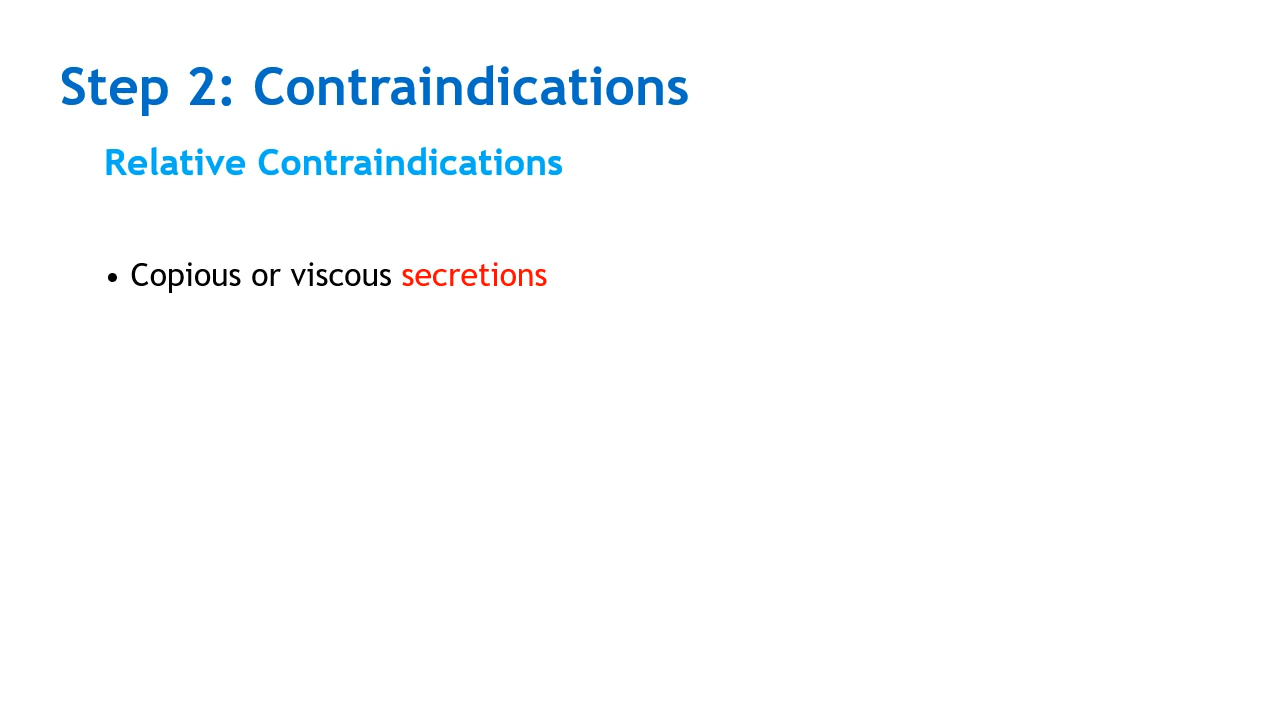 Step 2: Contraindications
Relative Contraindications
• Copious or viscous secretions